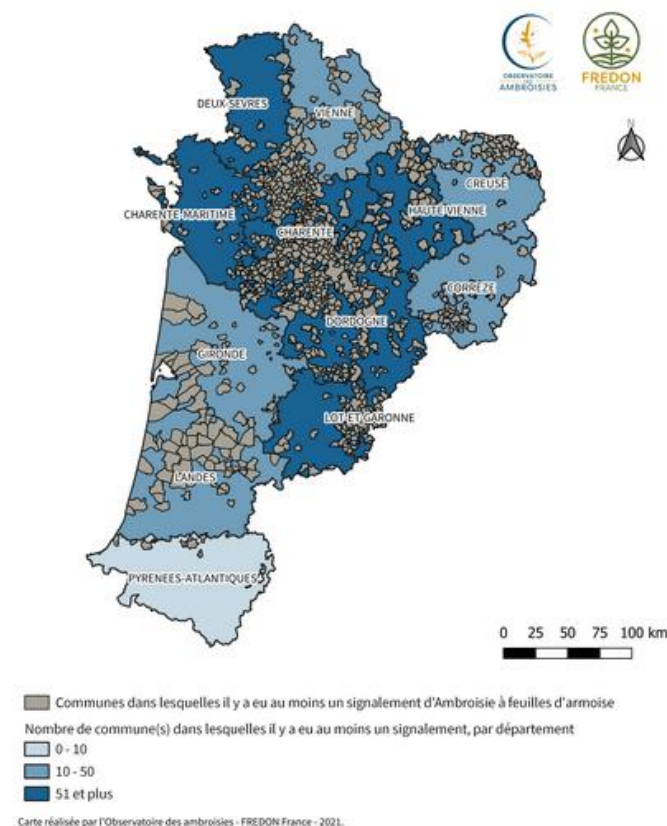 OBSERVATOIRE
DES
AMBROISIES
FREDON
FRANCE
N
DEUX-SEVRES
VIENNE
CREUSE
HAUTE-VIENNE
CHARENTE-MARITIME
CHARENTE
CORRÈZE
DORDOGNE
GIRONDE
LOT-ET-GARONNE
LANDES
PYRENEES-ATLANTIQUES
0 25 50 75 100 km
Communes dans lesquelles il y a eu au moins un signalement d'Ambroisie à feuilles d'armoise
Nombre de commune(s) dans lesquelles il y a eu au moins un signalement, par département
0 - 10
10 - 50
51 et plus
Carte réalisée par l'Observatoire des ambroisies - FREDON France - 2021.